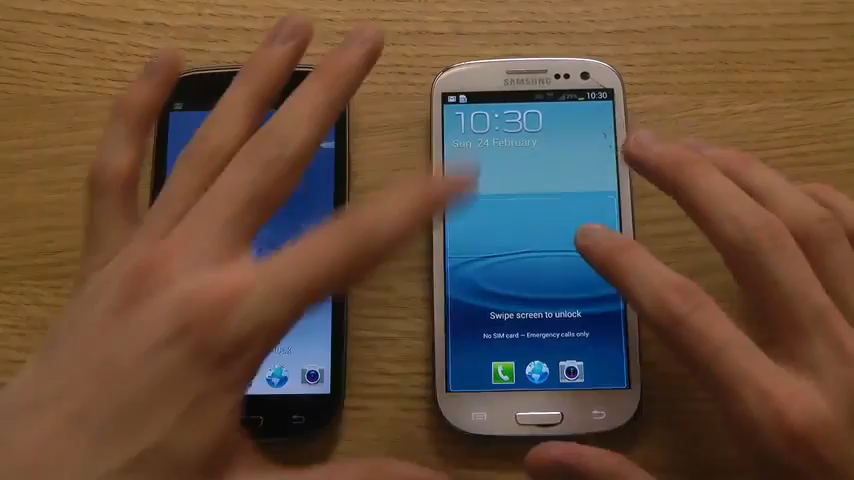 SAMSUNG
10:30
10:30
Sun, 24 February
Swipe screen to unlock
No SIM card — Emergency calls only